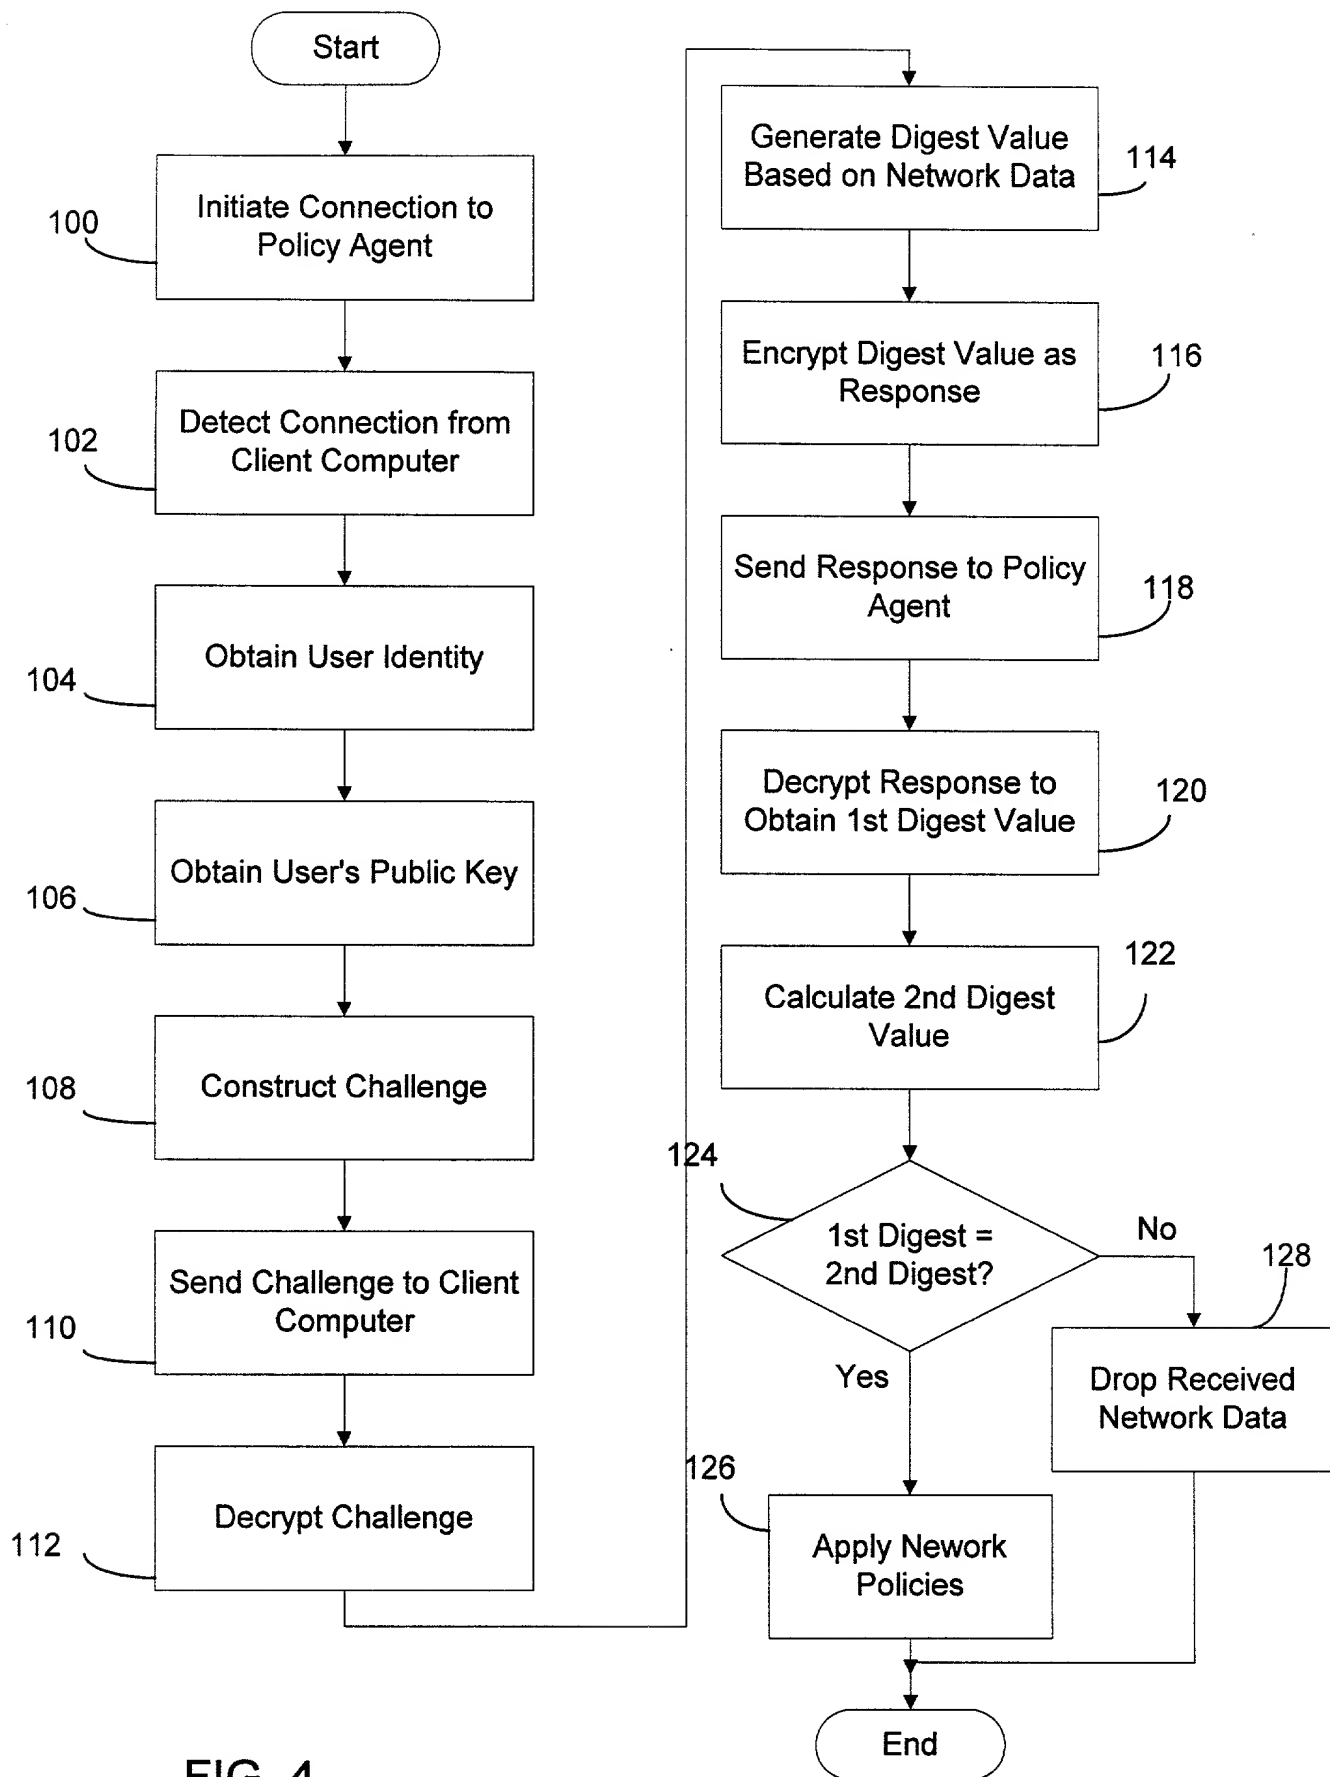 Start
100
Initiate Connection to
Policy Agent
102
Detect Connection from
Client Computer
104
Obtain User Identity
106
Obtain User's Public Key
108
Construct Challenge
110
Send Challenge to Client
Computer
112
Decrypt Challenge
Generate Digest Value
Based on Network Data
114
Encrypt Digest Value as
Response
116
Send Response to Policy
Agent
118
Decrypt Response to
Obtain 1st Digest Value
120
Calculate 2nd Digest
Value
122
124
1st Digest =
2nd Digest?
No
128
Yes
Drop Received
Network Data
126
Apply Nework
Policies
End
FIG. 4